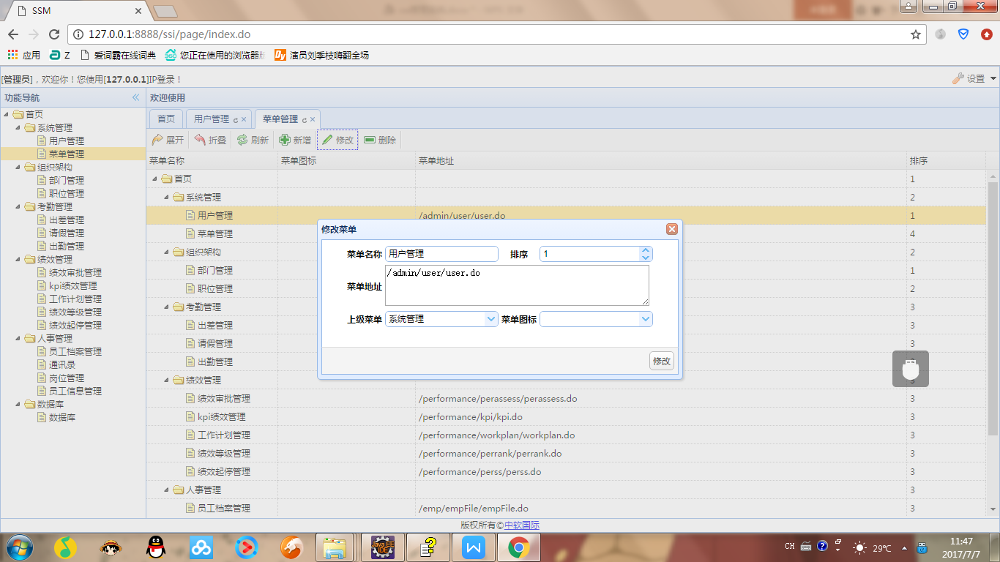 SSM
127.0.0.1:8888/ssi/page/index.do
应用 Z 爱词霸在线词典 您正在使用的浏览器版 演员刘季枝嗨翻全场
[管理员]，欢迎你！您使用[127.0.0.1]IP登录！ 设置
功能导航
首页
系统管理
用户管理
菜单管理
组织架构
部门管理
职位管理
考勤管理
出差管理
请假管理
出勤管理
绩效管理
绩效审批管理
kpi绩效管理
工作计划管理
绩效等级管理
绩效起停管理
人事管理
员工档案管理
通讯录
岗位管理
员工信息管理
数据库
数据库
欢迎使用
首页 用户管理 菜单管理
展开 折叠 刷新 新增 修改 删除
菜单名称 菜单图标 菜单地址 排序
首页 1
系统管理 2
用户管理 /admin/user/user.do 1
菜单管理 4
组织架构 2
部门管理 1
职位管理 2
考勤管理 3
出差管理 3
请假管理 3
出勤管理
绩效管理 3
绩效审批管理 /performance/perassess/perassess.do 3
kpi绩效管理 /performance/kpi/kpi.do 3
工作计划管理 /performance/workplan/workplan.do 3
绩效等级管理 /performance/perrank/perrank.do 3
绩效起停管理 /performance/perss/perss.do 3
人事管理 3
员工档案管理 /emp/empFile/empFile.do 3
修改菜单
菜单名称 用户管理 排序 1
菜单地址 /admin/user/user.do
上级菜单 系统管理 菜单图标
修改
版权所有©中软国际
Java EE
IDE
CH
29℃
11:47
2017/7/7